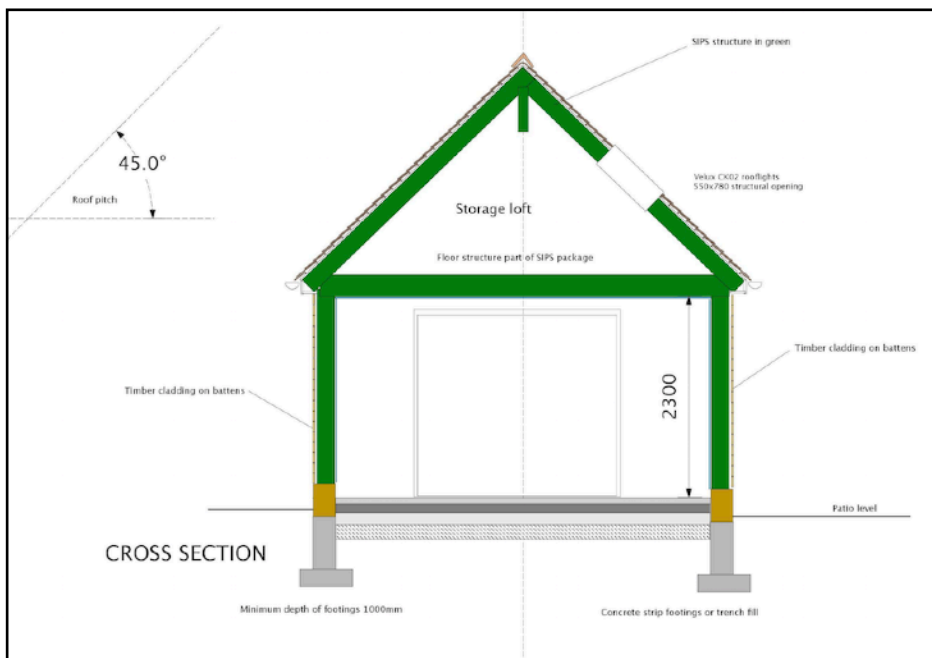 SIPS structure in green
45.0°
Roof pitch
Velux CK02 rooflights
550x780 structural opening
Storage loft
Floor structure part of SIPS package
Timber cladding on battens
2300
Timber cladding on battens
Patio level
CROSS SECTION
Minimum depth of footings 1000mm
Concrete strip footings or trench fill